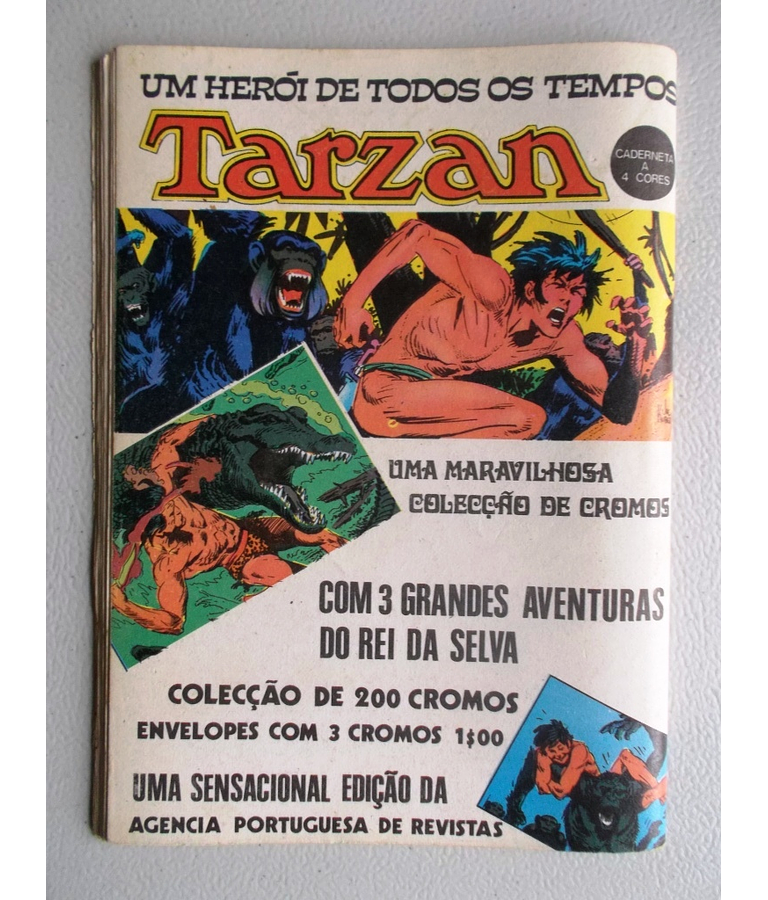 UM HERÓI DE TODOS OS TEMPOS
Tarzan
CADERNETA
A
4 CORES
UMA MARAVILHOSA
COLECÇÃO DE CROMOS
COM 3 GRANDES AVENTURAS
DO REI DA SELVA
COLECÇÃO DE 200 CROMOS
ENVELOPES COM 3 CROMOS 1$00
UMA SENSACIONAL EDIÇÃO DA
AGENCIA PORTUGUESA DE REVISTAS